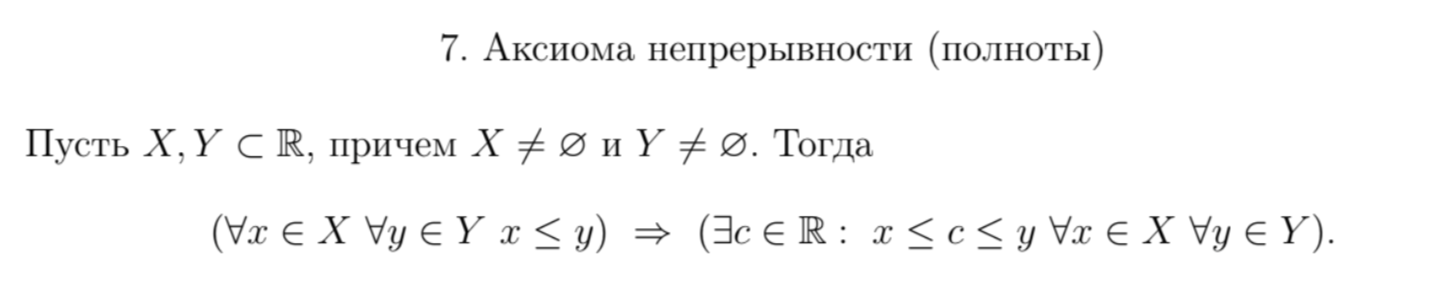 7. Аксиома непрерывности (полноты)
Пусть X, Y ⊂ ℝ, причем X ≠ ∅ и Y ≠ ∅. Тогда
(∀x ∈ X ∀y ∈ Y x ≤ y) ⇒ (∃c ∈ ℝ : x ≤ c ≤ y ∀x ∈ X ∀y ∈ Y).